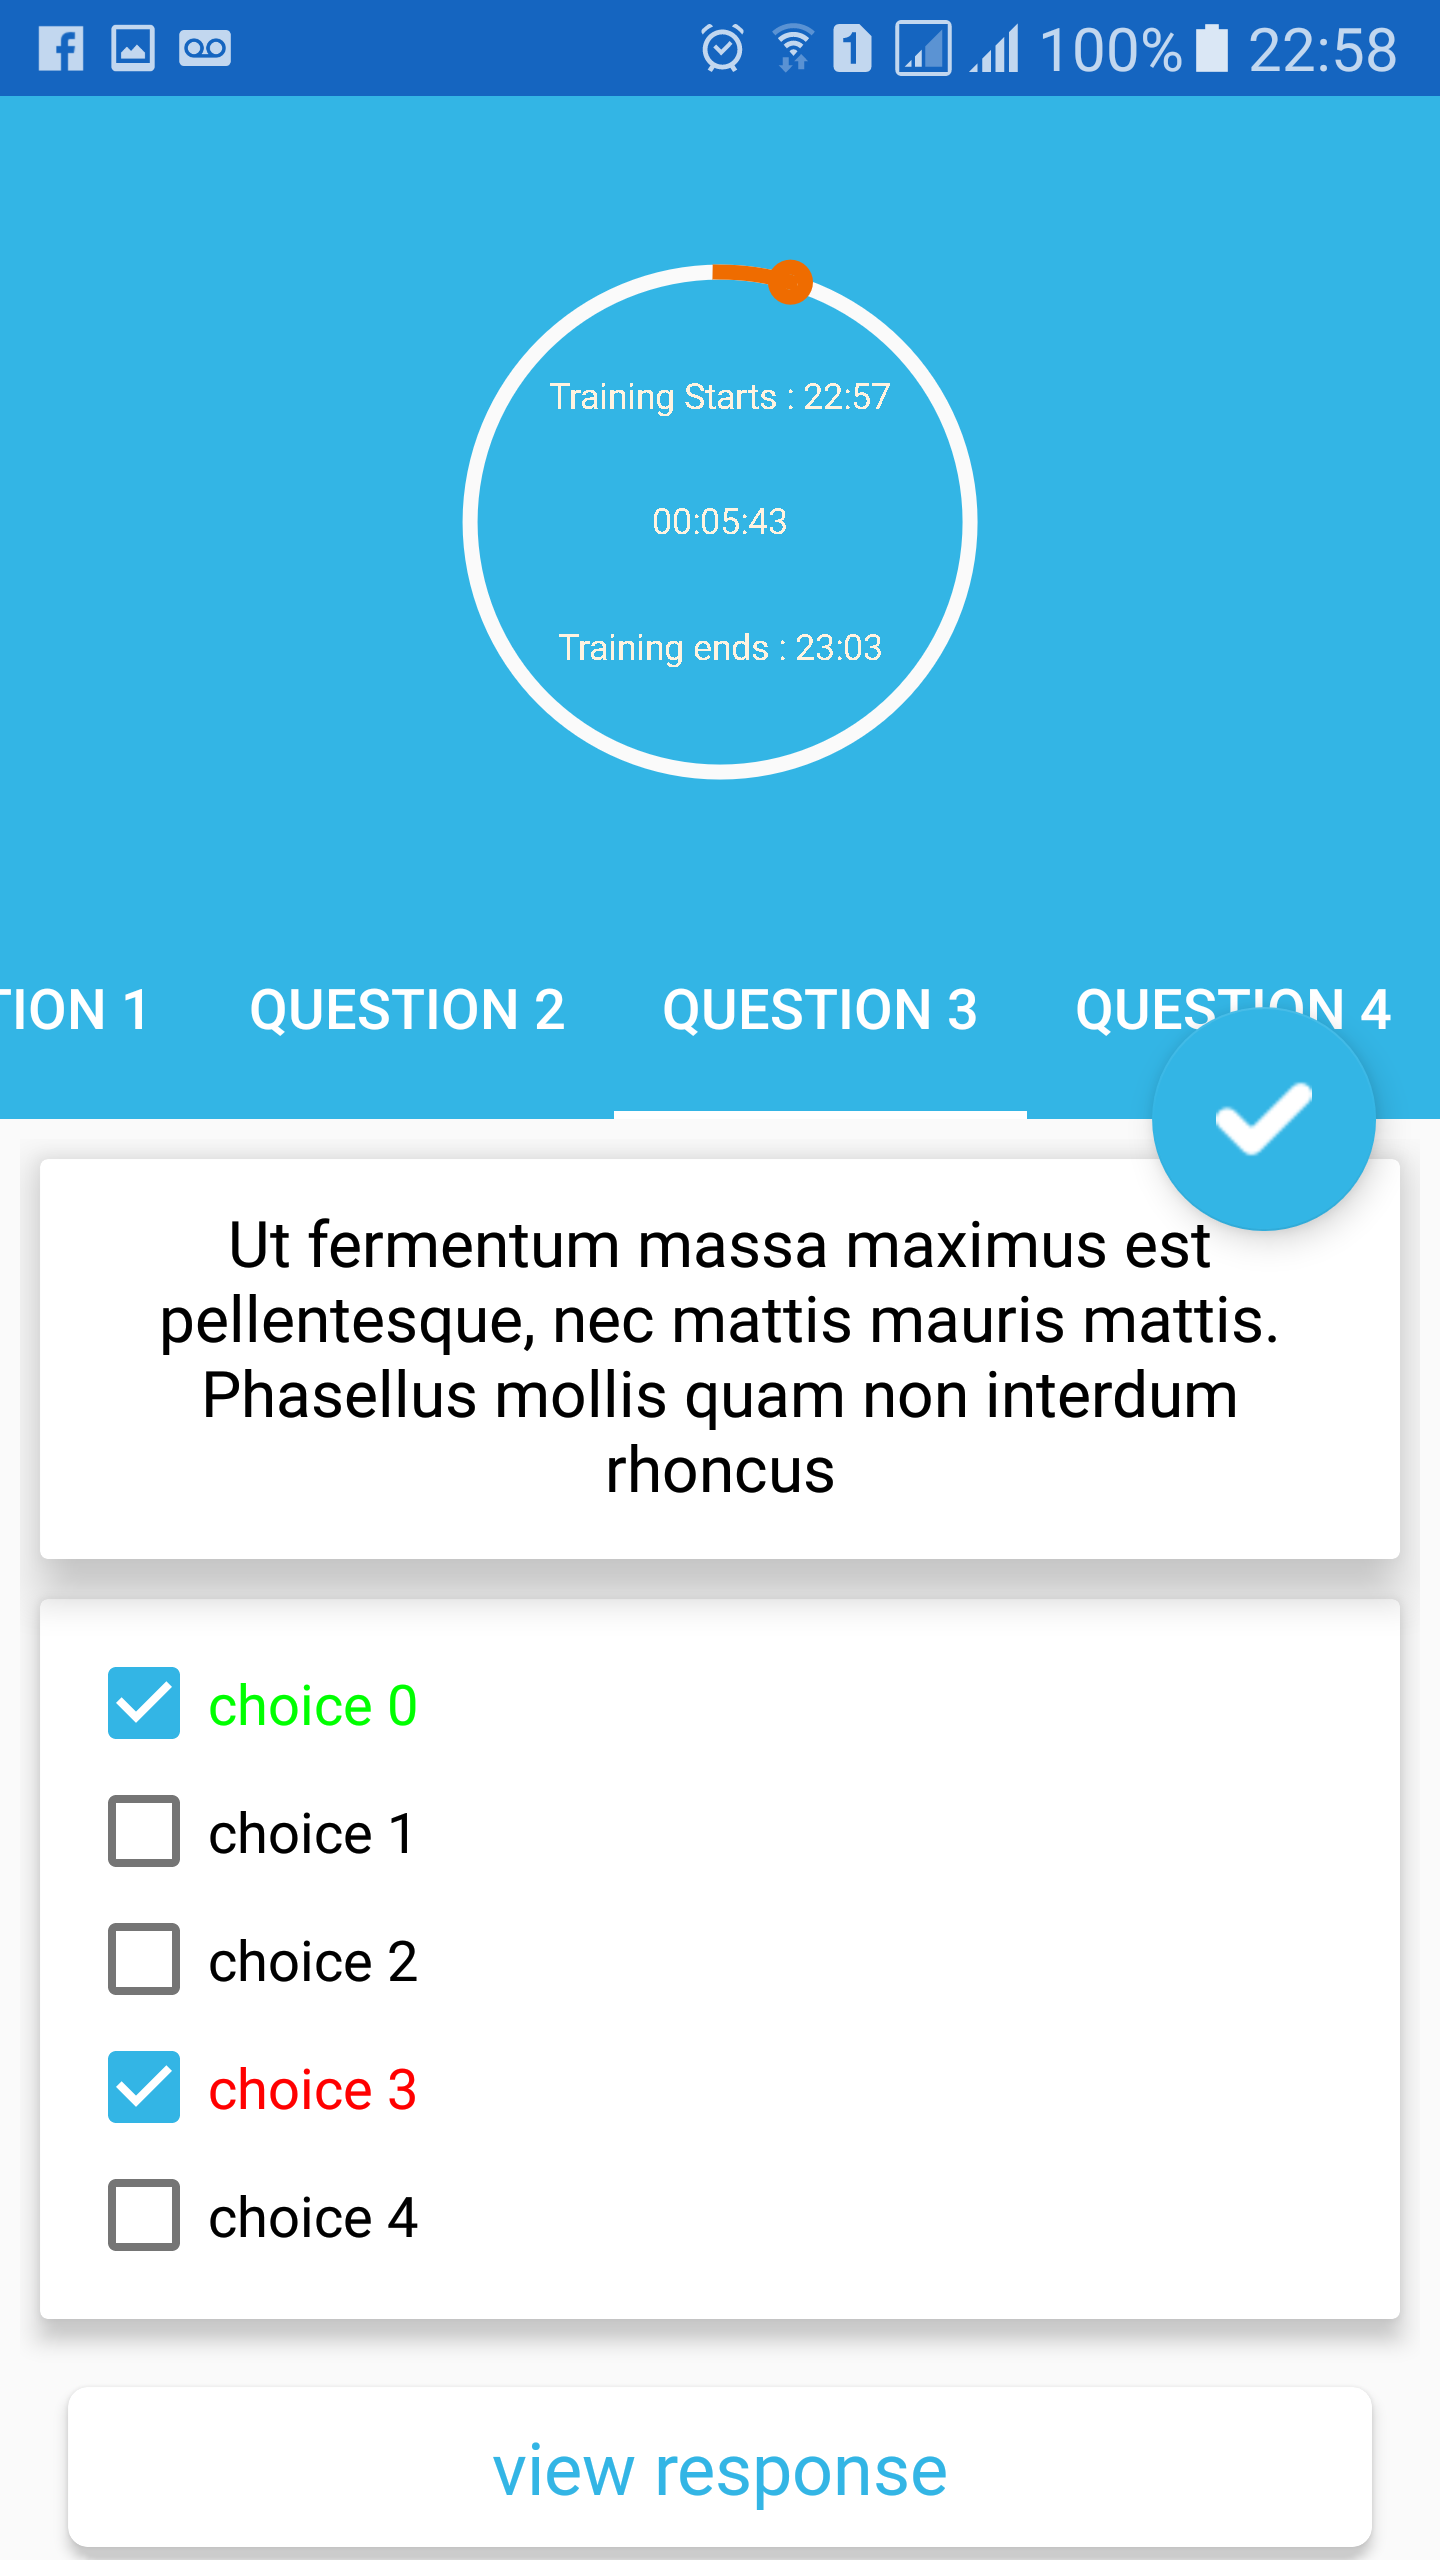 100% 22:58
Training Starts : 22:57
00:05:43
Training ends : 23:03
TION 1 QUESTION 2 QUESTION 3 QUESTION 4
Ut fermentum massa maximus est
pellentesque, nec mattis mauris mattis.
Phasellus mollis quam non interdum
rhoncus
choice 0
choice 1
choice 2
choice 3
choice 4
view response